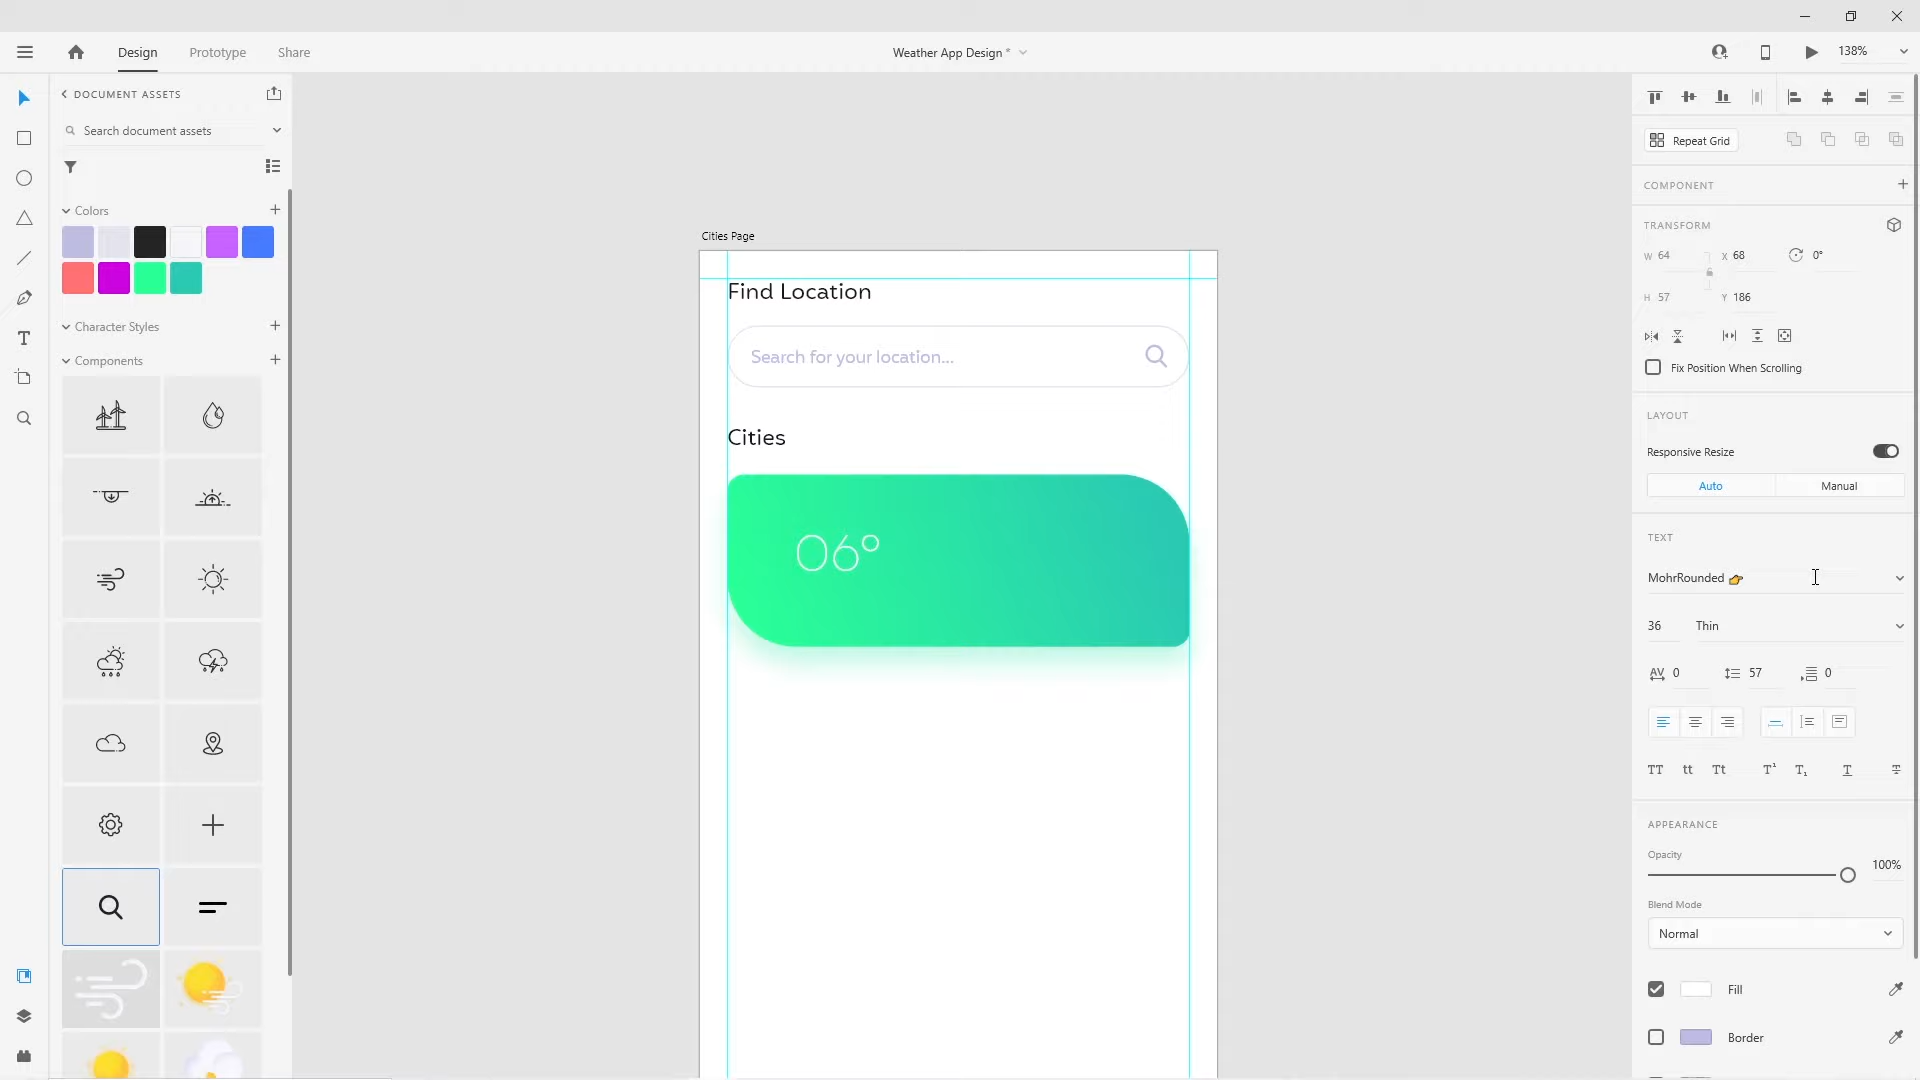 Design
Prototype
Share
Weather App Design *
138%
DOCUMENT ASSETS
Search document assets
Colors
Character Styles
Components
Cities Page
Find Location
Search for your location...
Cities
06°
Repeat Grid
COMPONENT
TRANSFORM
W 64
X 68
0°
H 57
Y 186
Fix Position When Scrolling
LAYOUT
Responsive Resize
Auto
Manual
TEXT
MohrRounded 👉
36
Thin
AV 0
57
0
TT
tt
Tt
T¹
T₁
T
T
APPEARANCE
Opacity
100%
Blend Mode
Normal
Fill
Border